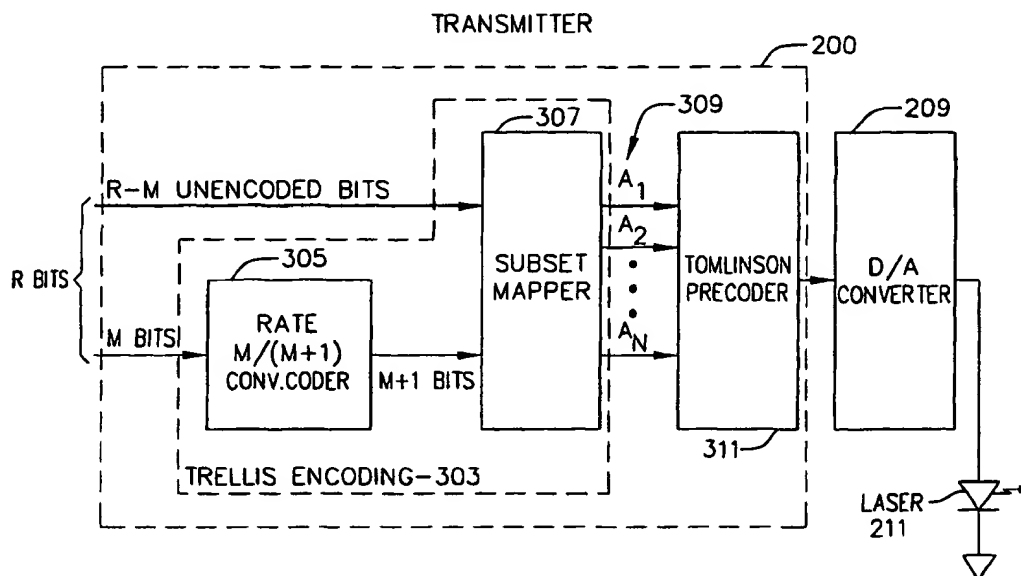 TRANSMITTER
200
309
307
209
R-M UNENCODED BITS
A1
A2
AN
R BITS
305
M BITS
RATE
M/(M+1)
CONV.CODER
M+1 BITS
SUBSET
MAPPER
TOMLINSON
PRECODER
D/A
CONVERTER
311
TRELLIS ENCODING-303
LASER
211